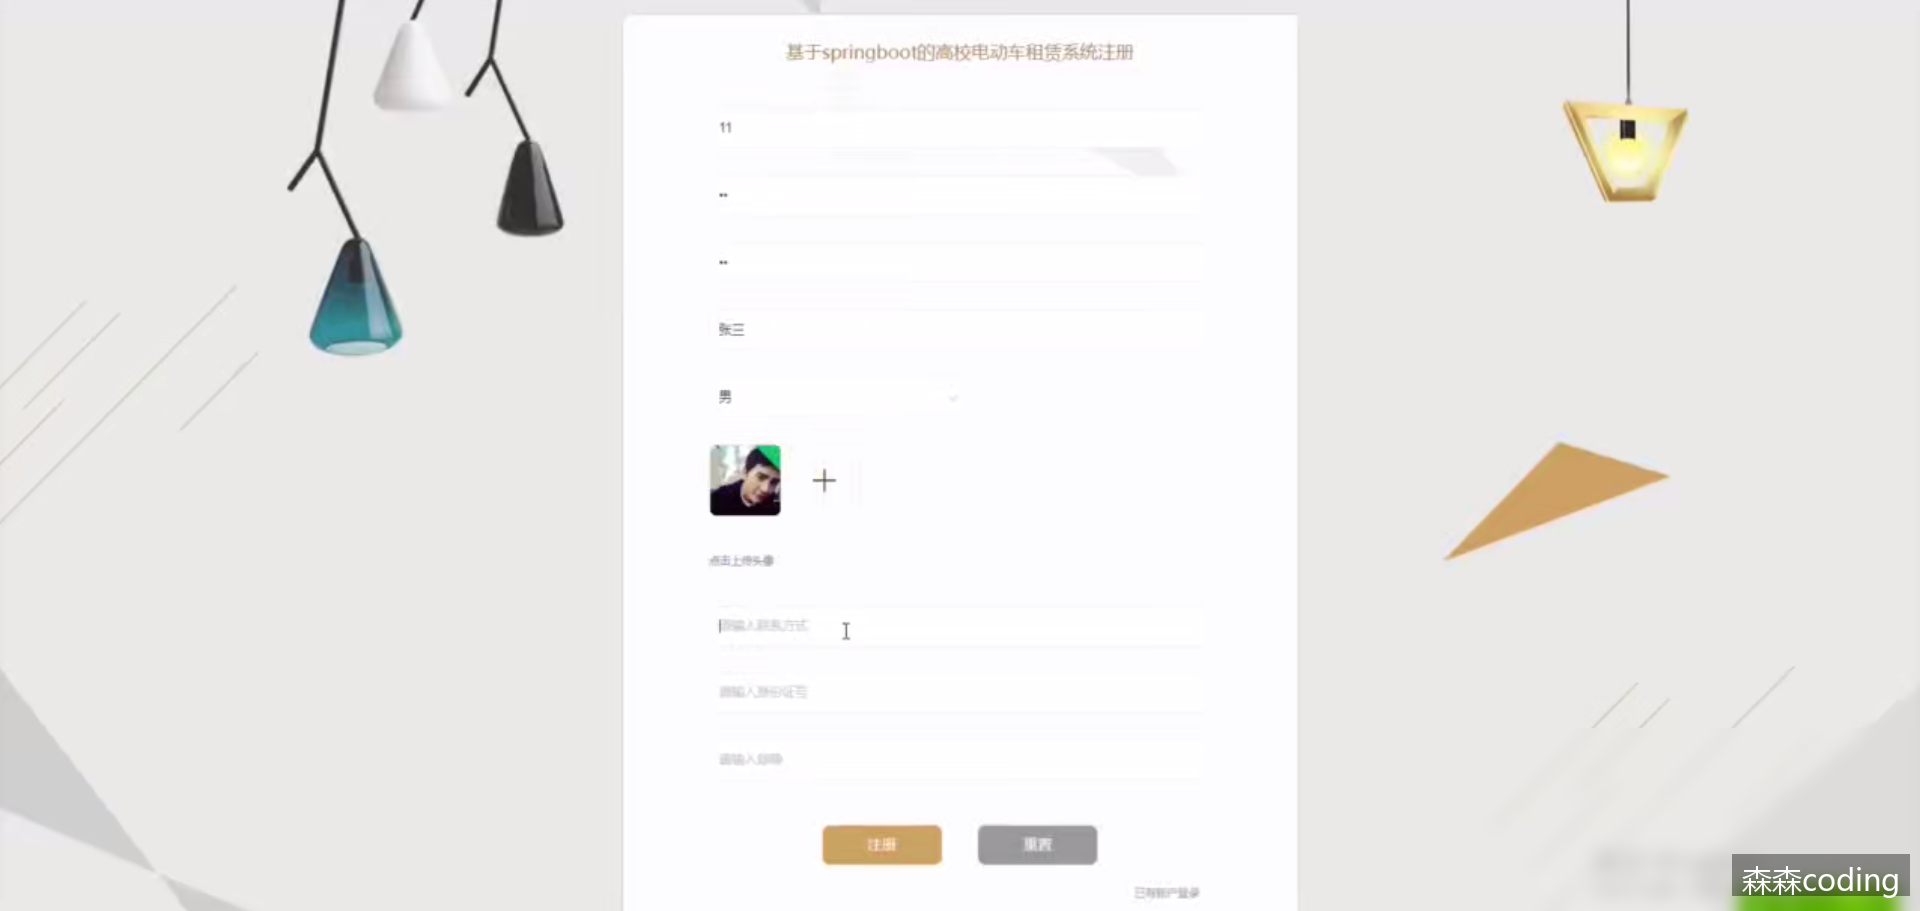 基于springboot的高校电动车租赁系统注册
11
张三
男
点击上传头像
请输入联系方式
请输入身份证号
请输入邮箱
注册
重置
已有账户登录
森森coding